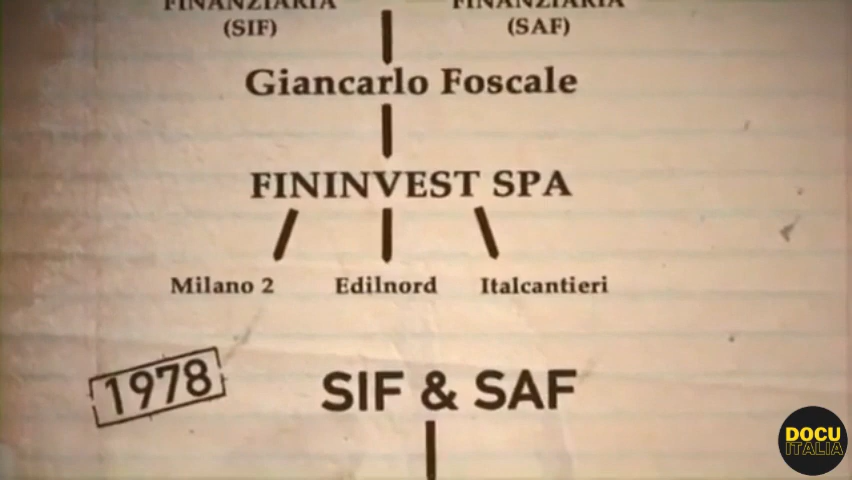 FINANZIARIA FINANZIARIA
(SIF) (SAF)
Giancarlo Foscale
FININVEST SPA
Milano 2 Edilnord Italcantieri
1978
SIF & SAF
DOCU
ITALIA